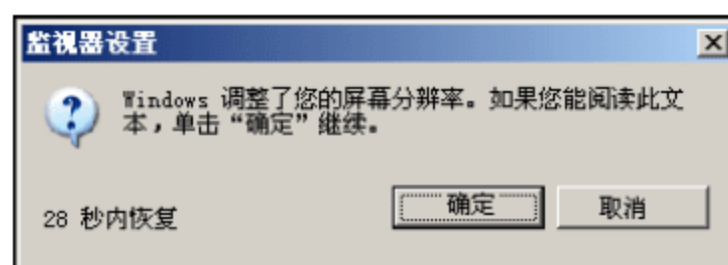 监视器设置
Windows 调整了您的屏幕分辨率。如果您能阅读此文
本，单击“确定”继续。
28 秒内恢复
确定
取消